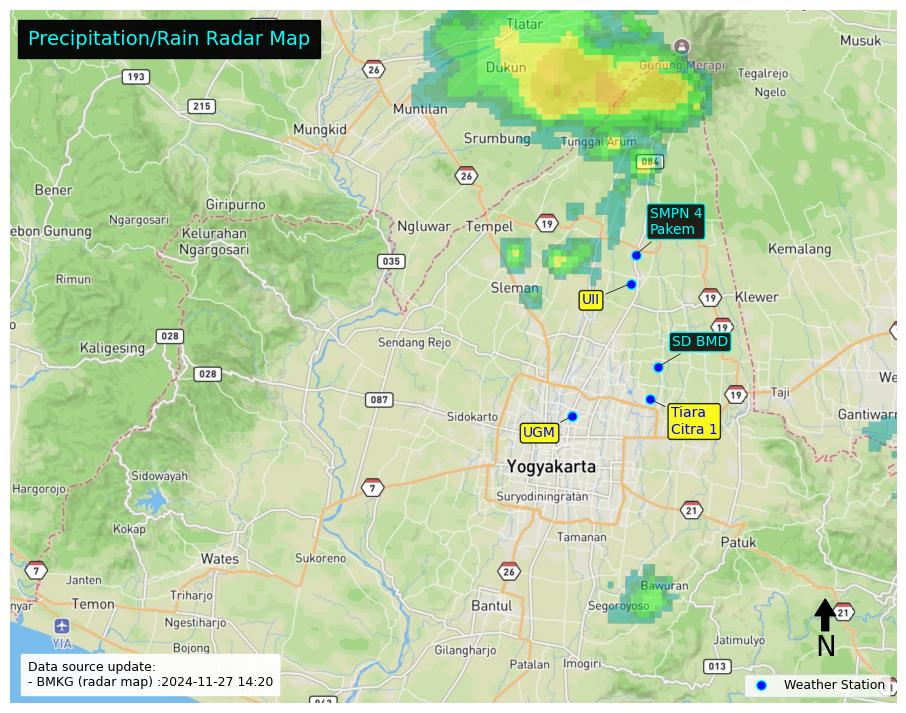 Precipitation/Rain Radar Map
Tlatar
Musuk
26
193
Dukun
Gunung Merapi
Tegalrejo
Ngelo
215
Muntilan
Mungkid
Srumbung
Tunggal Arum
084
26
Bener
Giripurno
Ngargosari
ebon Gunung
Kelurahan
Ngargosari
Ngluwar
Tempel
19
SMPN 4
Pakem
Kemalang
035
Rimun
Sleman
UII
19
Klewer
19
028
Kaligesing
Sendang Rejo
SD BMD
028
We
087
19
Taji
Sidokarto
Tiara
Citra 1
Gantiwarn
UGM
Yogyakarta
Sidowayah
Hargorojo
7
Suryodiningratan
21
Kokap
Tamanan
Patuk
Wates
Sukoreno
7
26
Janten
Bawuran
nyar
Temon
Triharjo
Bantul
Segoroyoso
21
Ngestiharjo
YIA
N
Bojong
Gilangharjo
Jatimulyo
Patalan
Imogiri
013
Data source update:
- BMKG (radar map) :2024-11-27 14:20
Weather Station